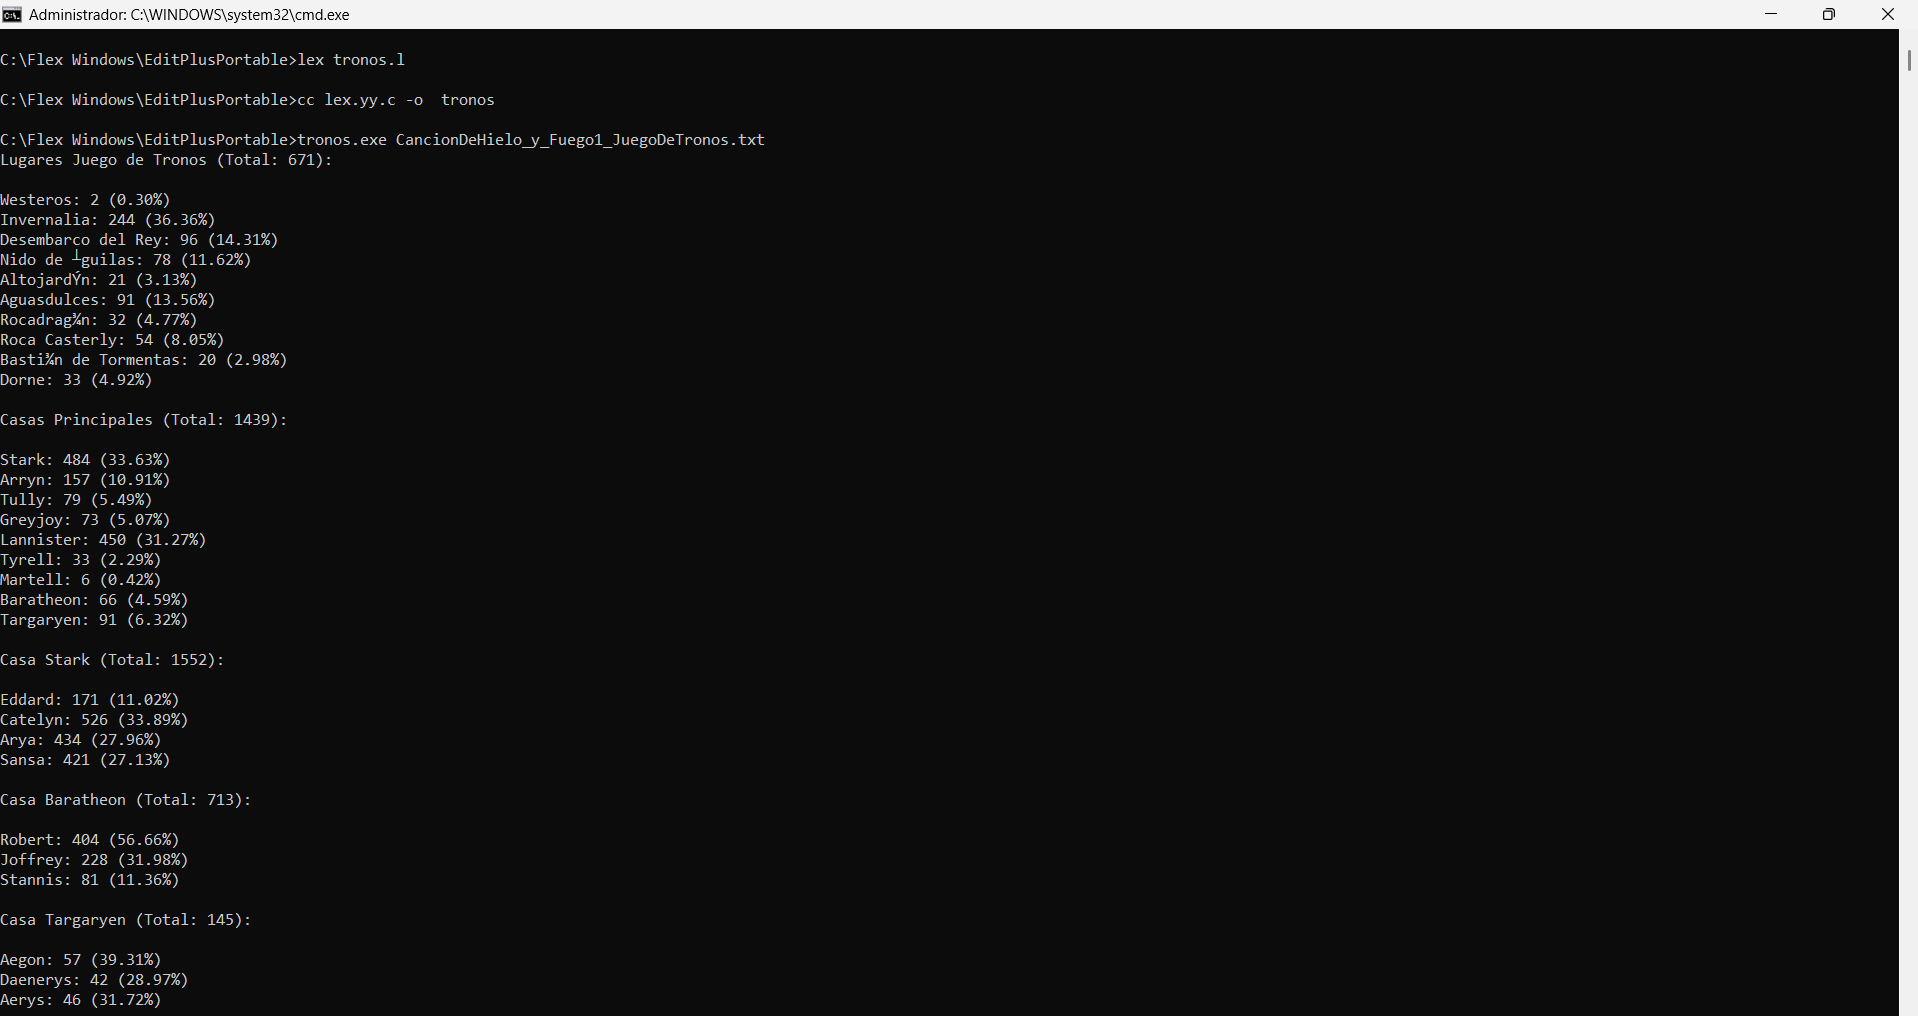 Administrador: C:\WINDOWS\system32\cmd.exe
C:\Flex Windows\EditPlusPortable>lex tronos.l
C:\Flex Windows\EditPlusPortable>cc lex.yy.c -o  tronos
C:\Flex Windows\EditPlusPortable>tronos.exe CancionDeHielo_y_Fuego1_JuegoDeTronos.txt
Lugares Juego de Tronos (Total: 671):
Westeros: 2 (0.30%)
Invernalia: 244 (36.36%)
Desembarco del Rey: 96 (14.31%)
Nido de ┴guilas: 78 (11.62%)
AltojardÝn: 21 (3.13%)
Aguasdulces: 91 (13.56%)
Rocadrag¾n: 32 (4.77%)
Roca Casterly: 54 (8.05%)
Basti¾n de Tormentas: 20 (2.98%)
Dorne: 33 (4.92%)
Casas Principales (Total: 1439):
Stark: 484 (33.63%)
Arryn: 157 (10.91%)
Tully: 79 (5.49%)
Greyjoy: 73 (5.07%)
Lannister: 450 (31.27%)
Tyrell: 33 (2.29%)
Martell: 6 (0.42%)
Baratheon: 66 (4.59%)
Targaryen: 91 (6.32%)
Casa Stark (Total: 1552):
Eddard: 171 (11.02%)
Catelyn: 526 (33.89%)
Arya: 434 (27.96%)
Sansa: 421 (27.13%)
Casa Baratheon (Total: 713):
Robert: 404 (56.66%)
Joffrey: 228 (31.98%)
Stannis: 81 (11.36%)
Casa Targaryen (Total: 145):
Aegon: 57 (39.31%)
Daenerys: 42 (28.97%)
Aerys: 46 (31.72%)